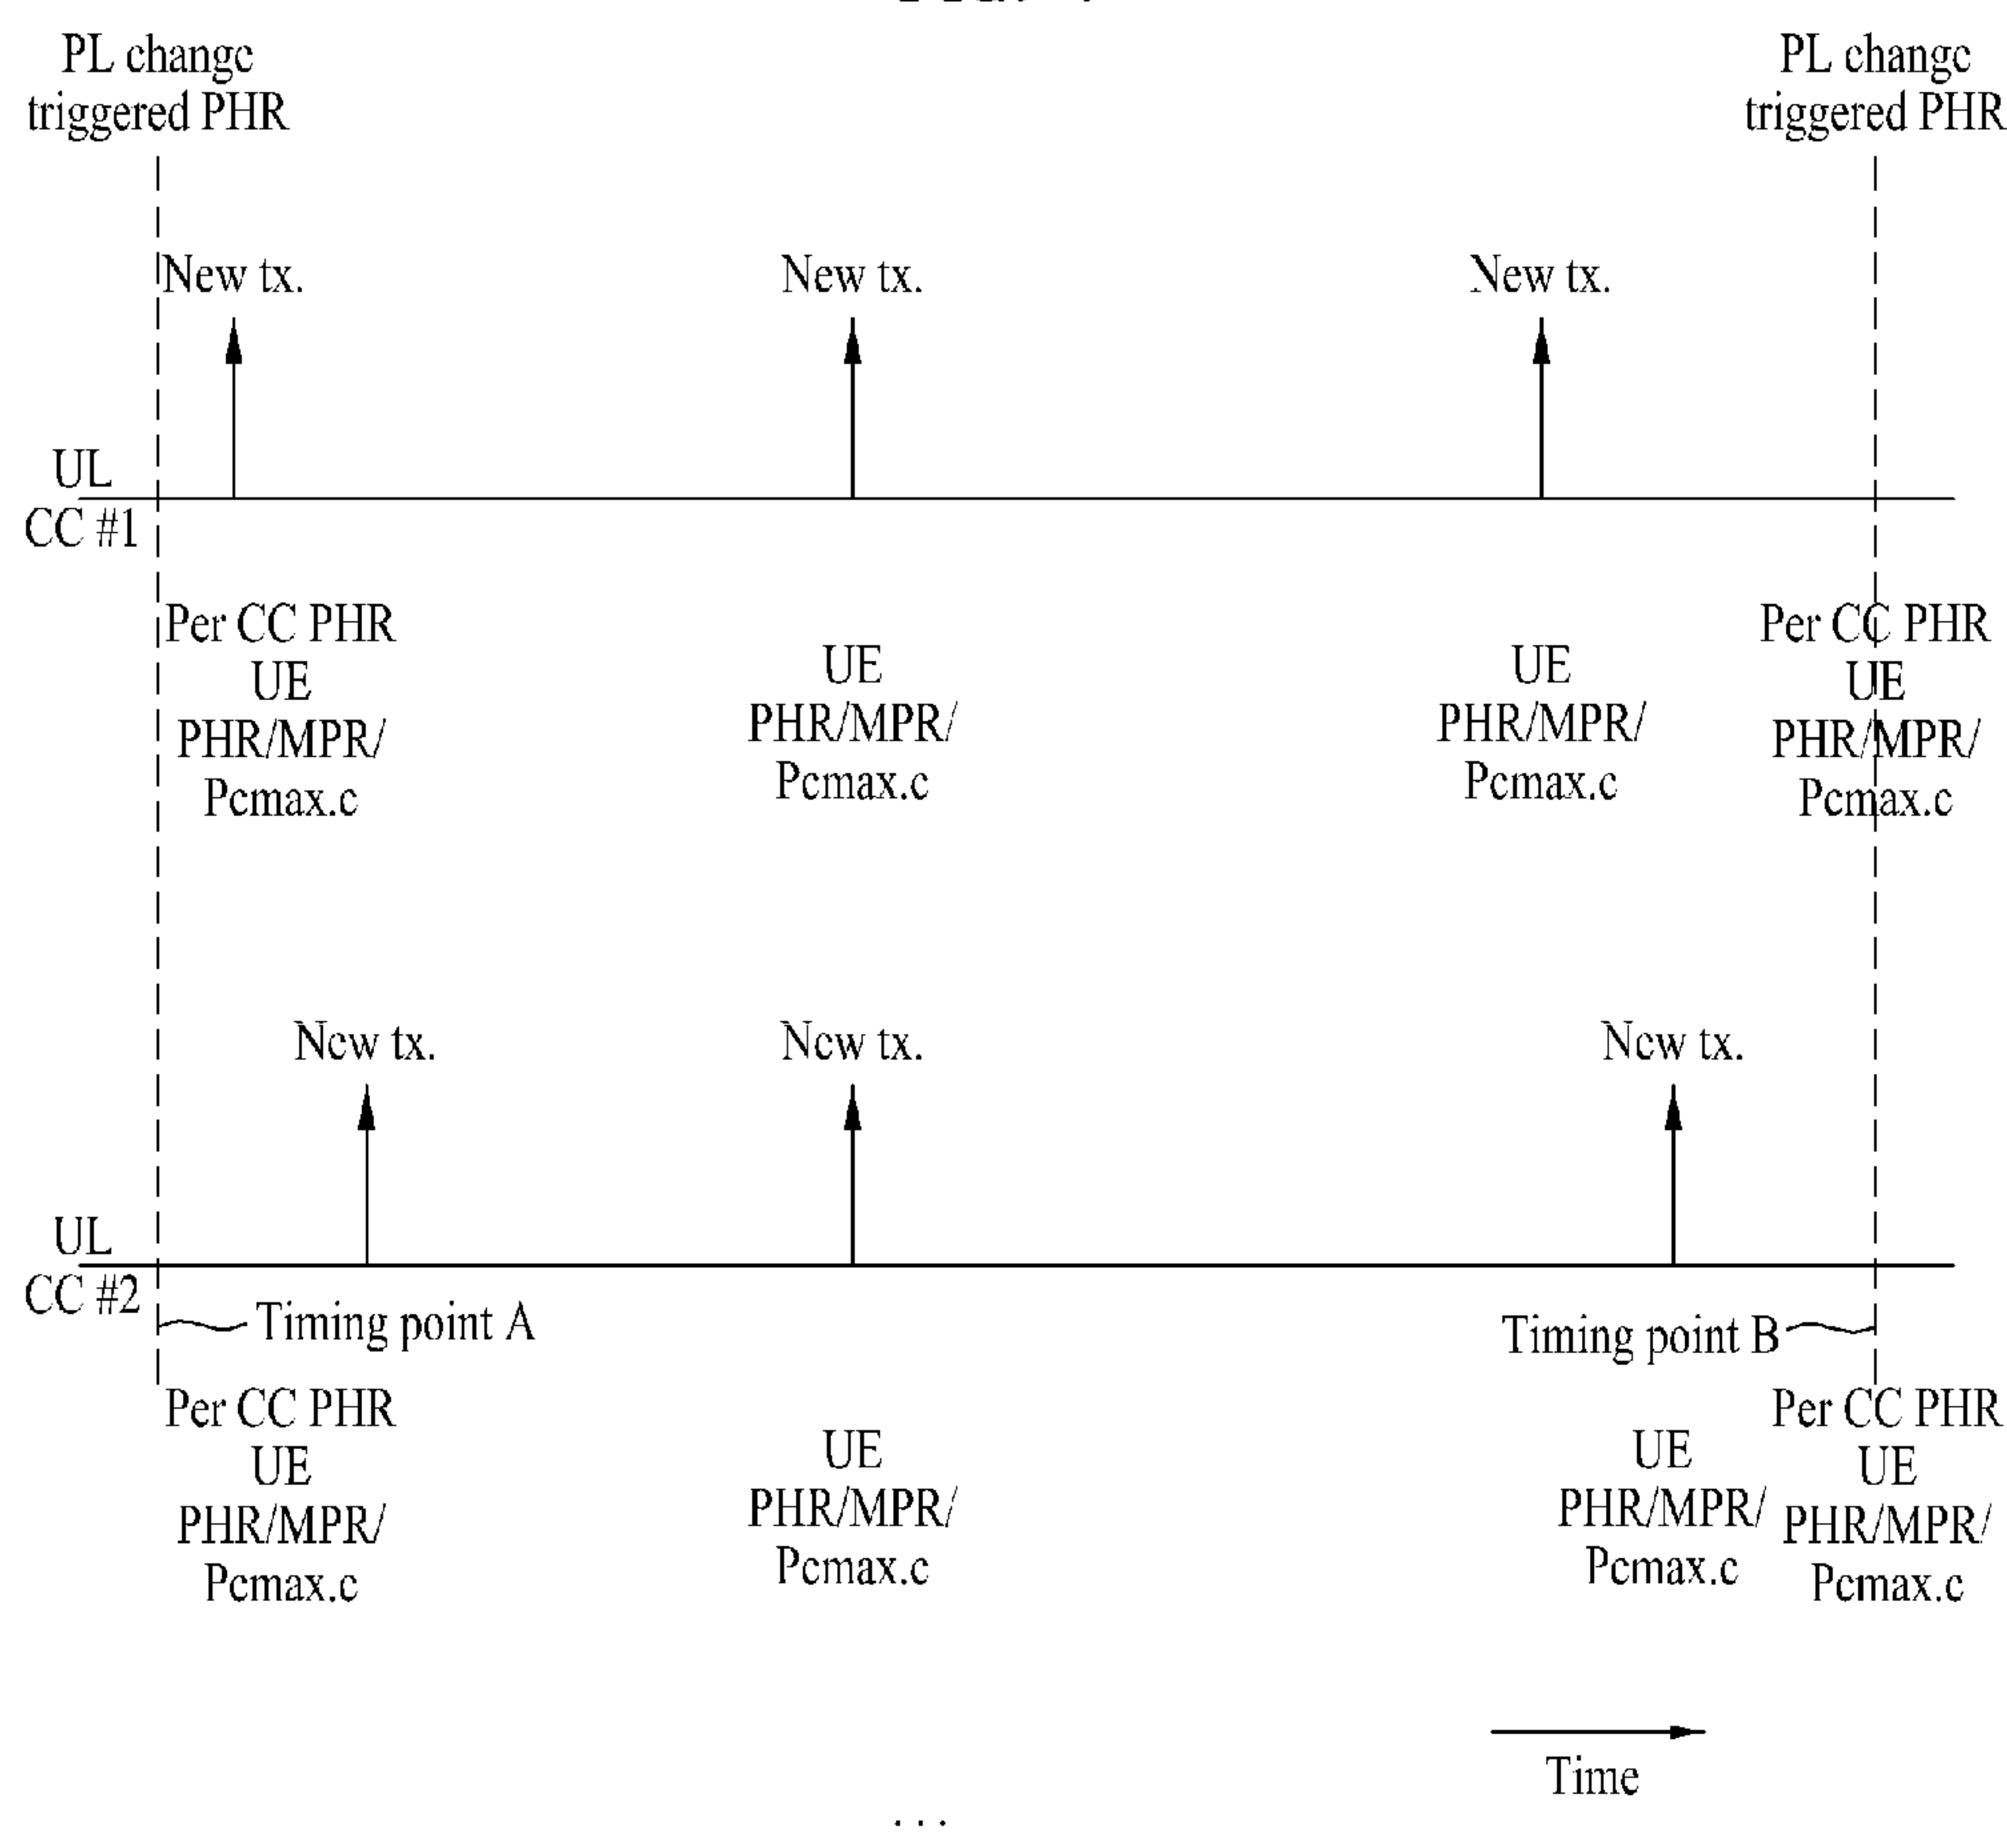 PL change
triggered PHR
PL change
triggered PHR
New tx.
New tx.
New tx.
UL
CC #1
Per CC PHR
UE
PHR/MPR/
Pcmax.c
UE
PHR/MPR/
Pcmax.c
UE
PHR/MPR/
Pcmax.c
Per CC PHR
UE
PHR/MPR/
Pcmax.c
New tx.
New tx.
New tx.
UL
CC #2
Timing point A
Timing point B
Per CC PHR
UE
PHR/MPR/
Pcmax.c
UE
PHR/MPR/
Pcmax.c
UE
PHR/MPR/
Pcmax.c
Per CC PHR
UE
PHR/MPR/
Pcmax.c
Time
. . .